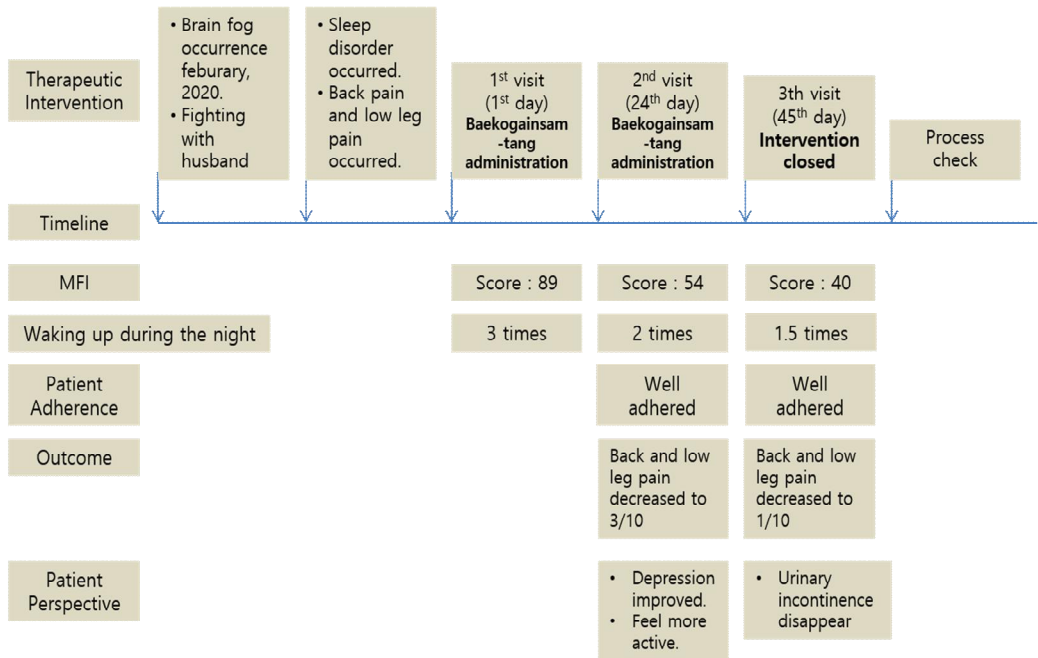 Therapeutic
Intervention
• Brain fog
occurrence
feburary,
2020.
• Fighting
with
husband
• Sleep
disorder
occurred.
• Back pain
and low leg
pain
occurred.
1st visit
(1st day)
Baekogainsam
-tang
administration
2nd visit
(24th day)
Baekogainsam
-tang
administration
3th visit
(45th day)
Intervention
closed
Process
check
Timeline
MFI
Score : 89
Score : 54
Score : 40
Waking up during the night
3 times
2 times
1.5 times
Patient
Adherence
Well
adhered
Well
adhered
Outcome
Back and low
leg pain
decreased to
3/10
Back and low
leg pain
decreased to
1/10
Patient
Perspective
• Depression
improved.
• Feel more
active.
• Urinary
incontinence
disappear